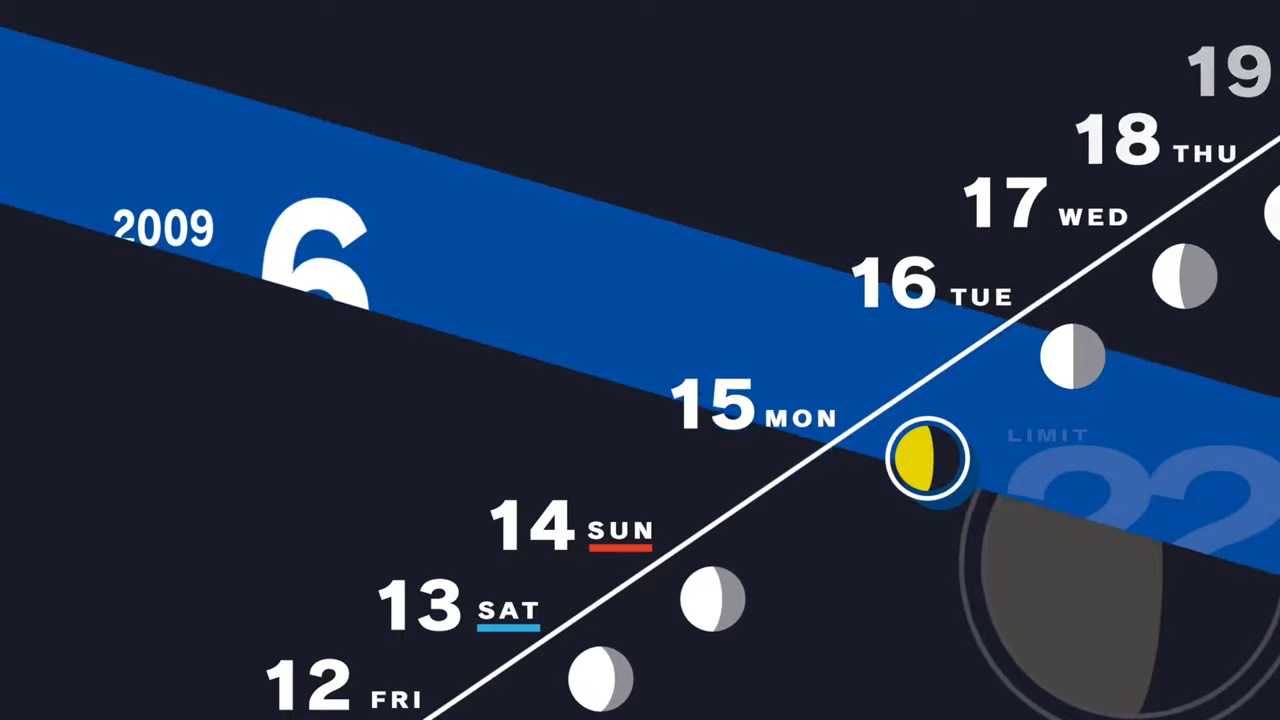 19
18 THU
17 WED
2009 6
16 TUE
15 MON
LIMIT
22
14 SUN
13 SAT
12 FRI